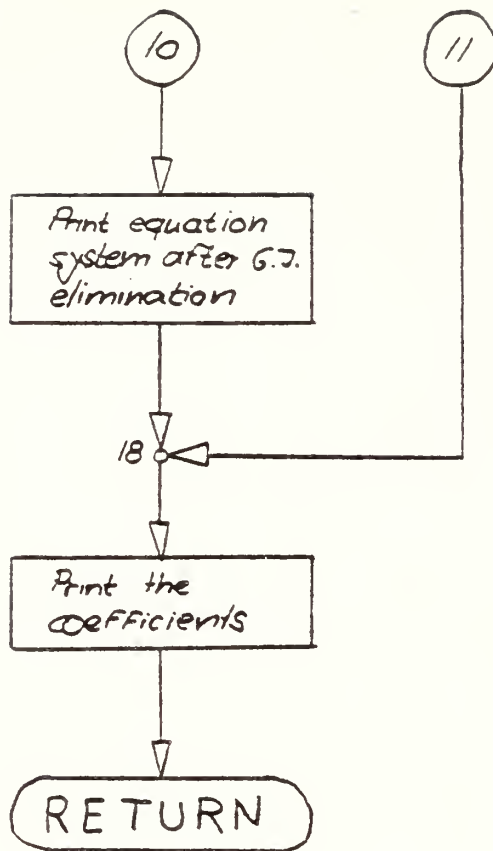 10
11
Print equation
system after G.J.
elimination
18
Print the
coefficients
RETURN